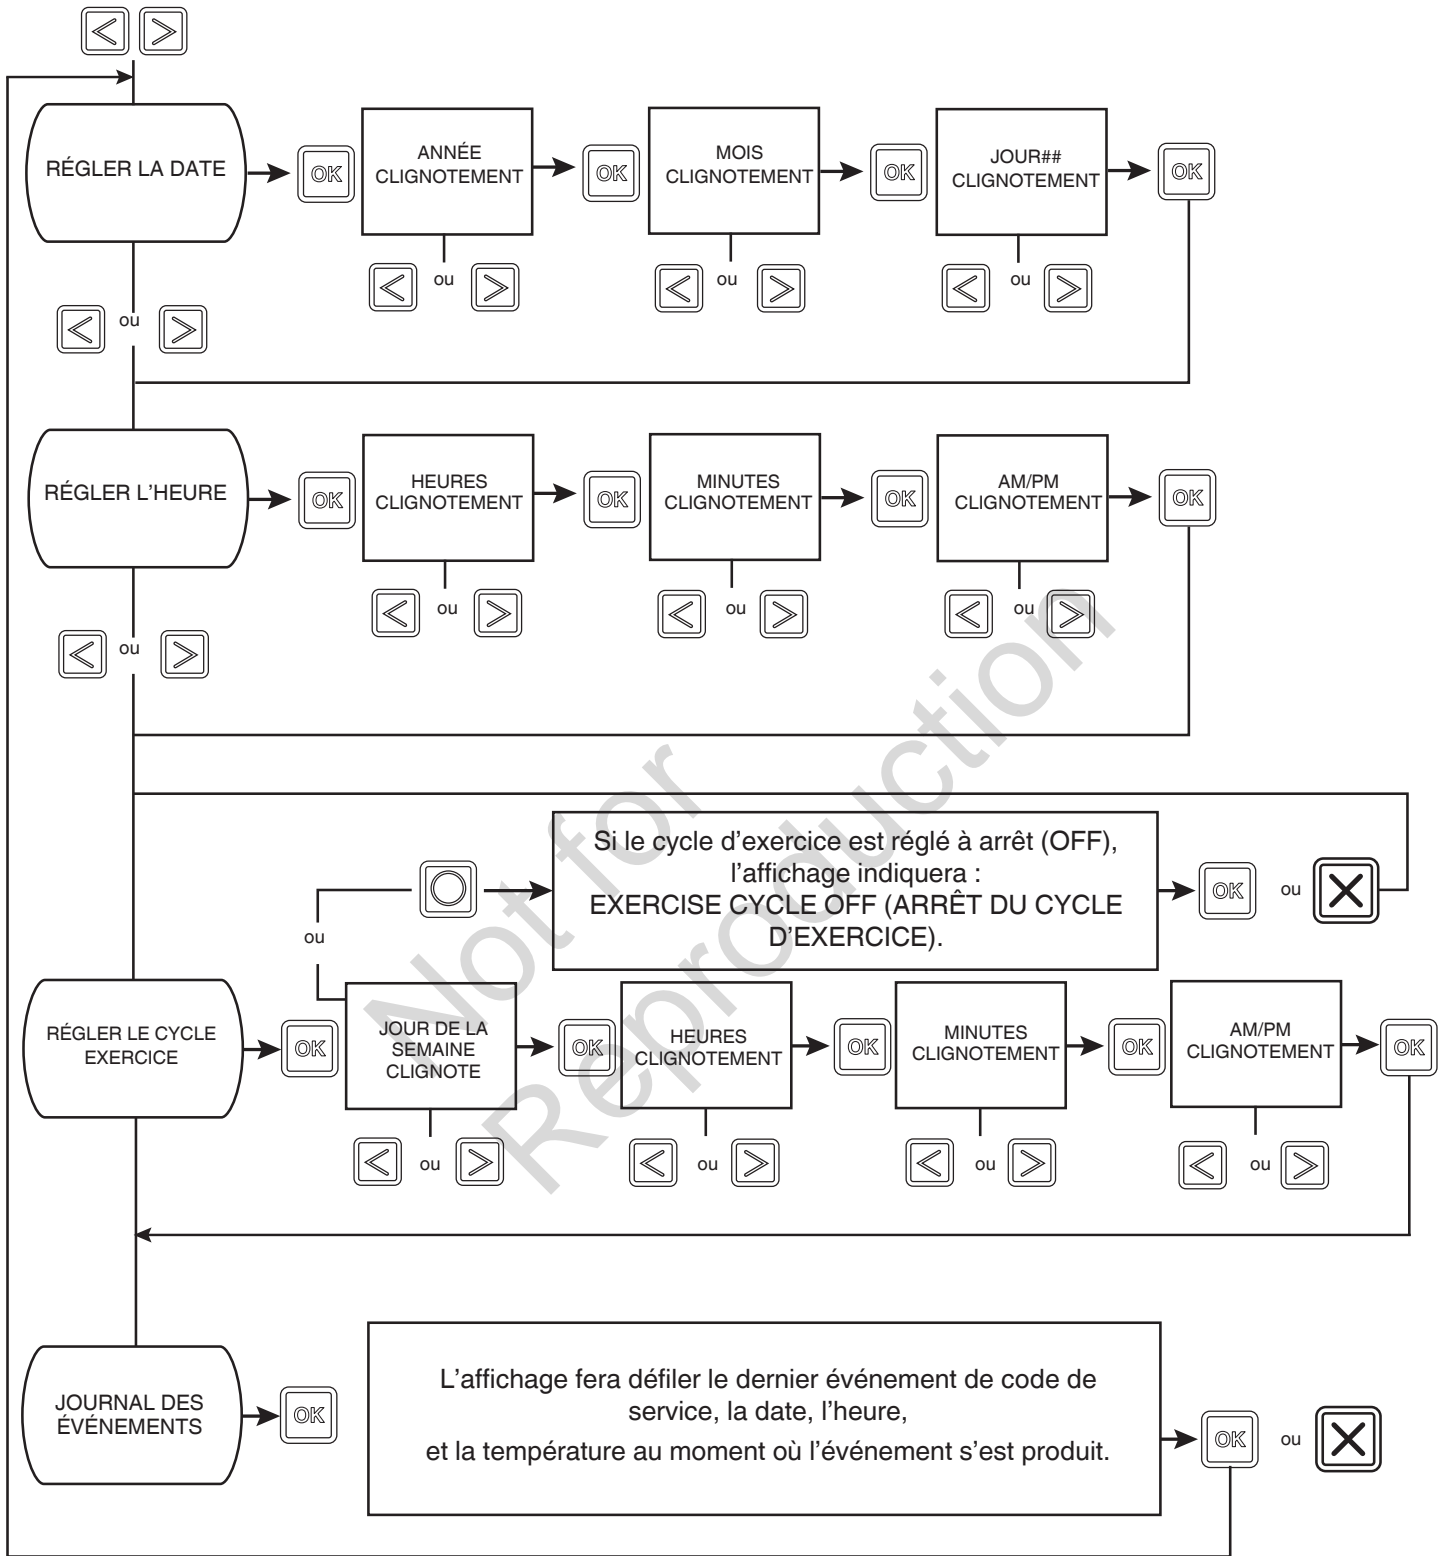 RÉGLER LA DATE
OK
ANNÉE
CLIGNOTEMENT
OK
MOIS
CLIGNOTEMENT
OK
JOUR##
CLIGNOTEMENT
OK
ou
ou
ou
ou
RÉGLER L'HEURE
OK
HEURES
CLIGNOTEMENT
OK
MINUTES
CLIGNOTEMENT
OK
AM/PM
CLIGNOTEMENT
OK
ou
ou
ou
ou
Not for
Reproduction
Si le cycle d'exercice est réglé à arrêt (OFF),
l'affichage indiquera :
EXERCISE CYCLE OFF (ARRÊT DU CYCLE
D'EXERCICE).
OK
ou
ou
RÉGLER LE CYCLE
EXERCICE
OK
JOUR DE LA
SEMAINE
CLIGNOTE
OK
HEURES
CLIGNOTEMENT
OK
MINUTES
CLIGNOTEMENT
OK
AM/PM
CLIGNOTEMENT
OK
ou
ou
ou
ou
JOURNAL DES
ÉVÉNEMENTS
OK
L'affichage fera défiler le dernier événement de code de
service, la date, l'heure,
et la température au moment où l'événement s'est produit.
OK
ou